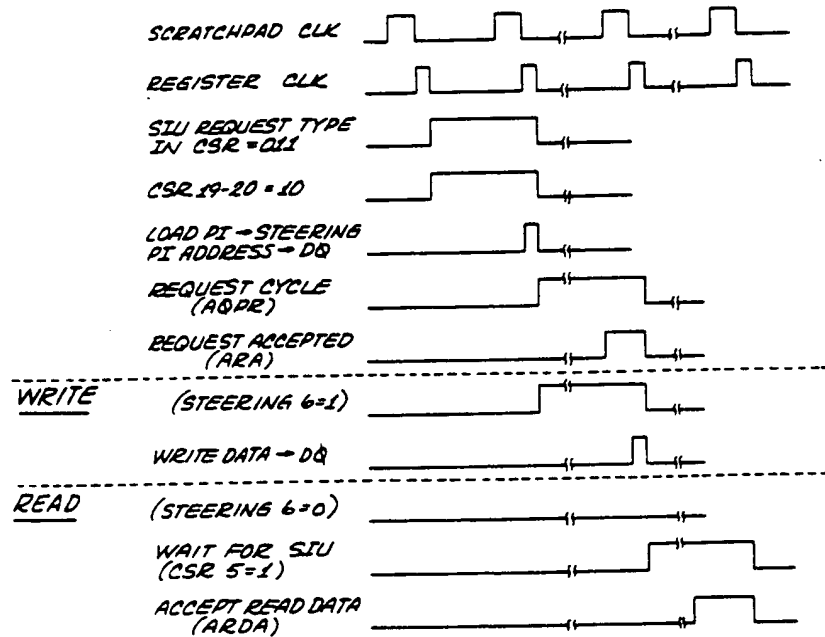 SCRATCHPAD CLK
REGISTER CLK
SIU REQUEST TYPE
IN CSR = 011
CSR 19-20 = 10
LOAD PI → STEERING
PI ADDRESS → DQ
REQUEST CYCLE
(AOPR)
REQUEST ACCEPTED
(ARA)
WRITE
(STEERING 6=1)
WRITE DATA → DQ
READ
(STEERING 6=0)
WAIT FOR SIU
(CSR 5=1)
ACCEPT READ DATA
(ARDA)